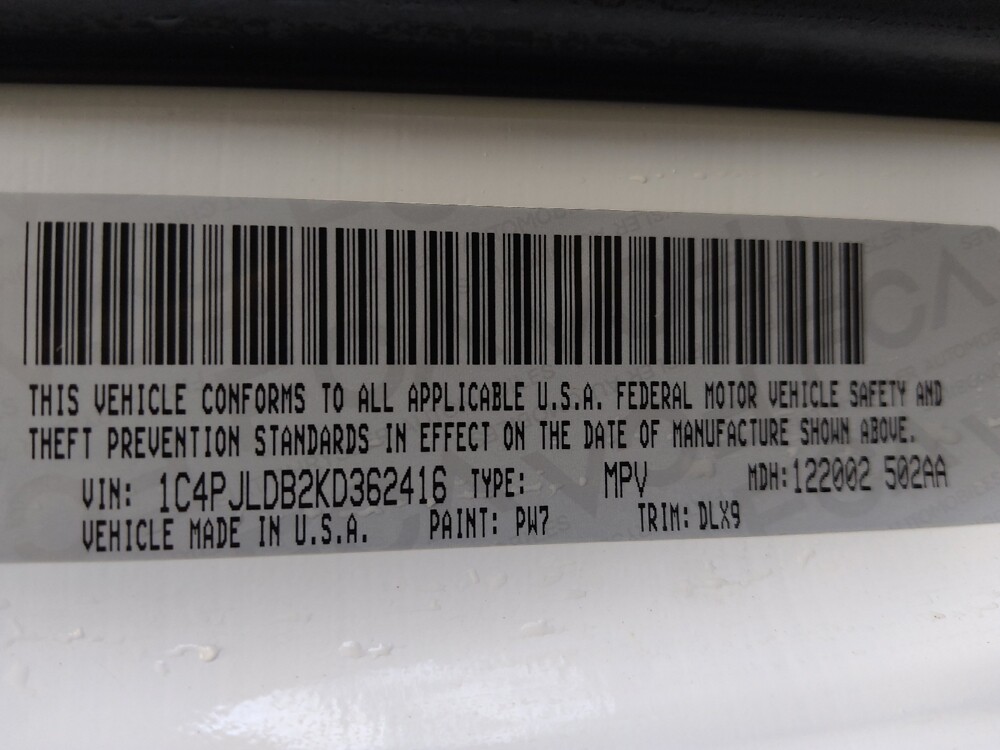 THIS VEHICLE CONFORMS TO ALL APPLICABLE U.S.A. FEDERAL MOTOR VEHICLE SAFETY AND
THEFT PREVENTION STANDARDS IN EFFECT ON THE DATE OF MANUFACTURE SHOWN ABOVE.
VIN: 1C4PJLDB2KD362416 TYPE: MPV MDH:122002 502AA
VEHICLE MADE IN U.S.A. PAINT: PW7 TRIM: DLX9